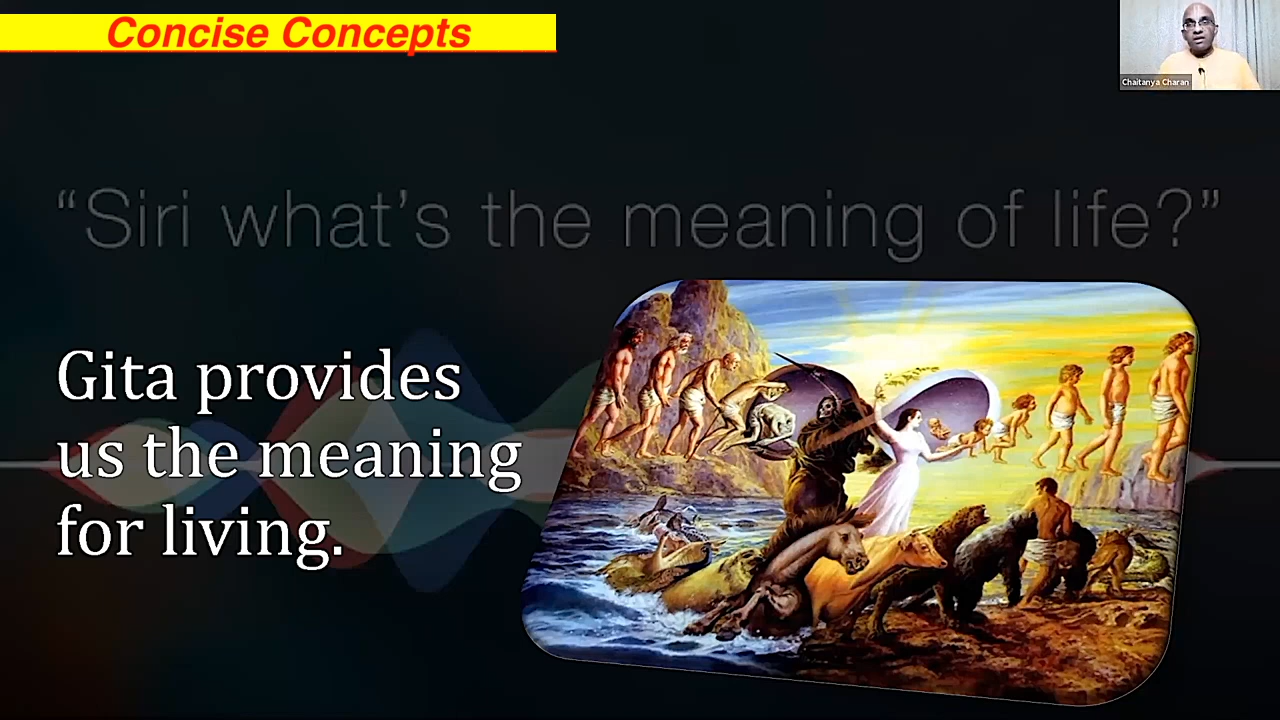 Concise Concepts
Chaitanya Charan
“Siri what’s the meaning of life?”
Gita provides
us the meaning
for living.